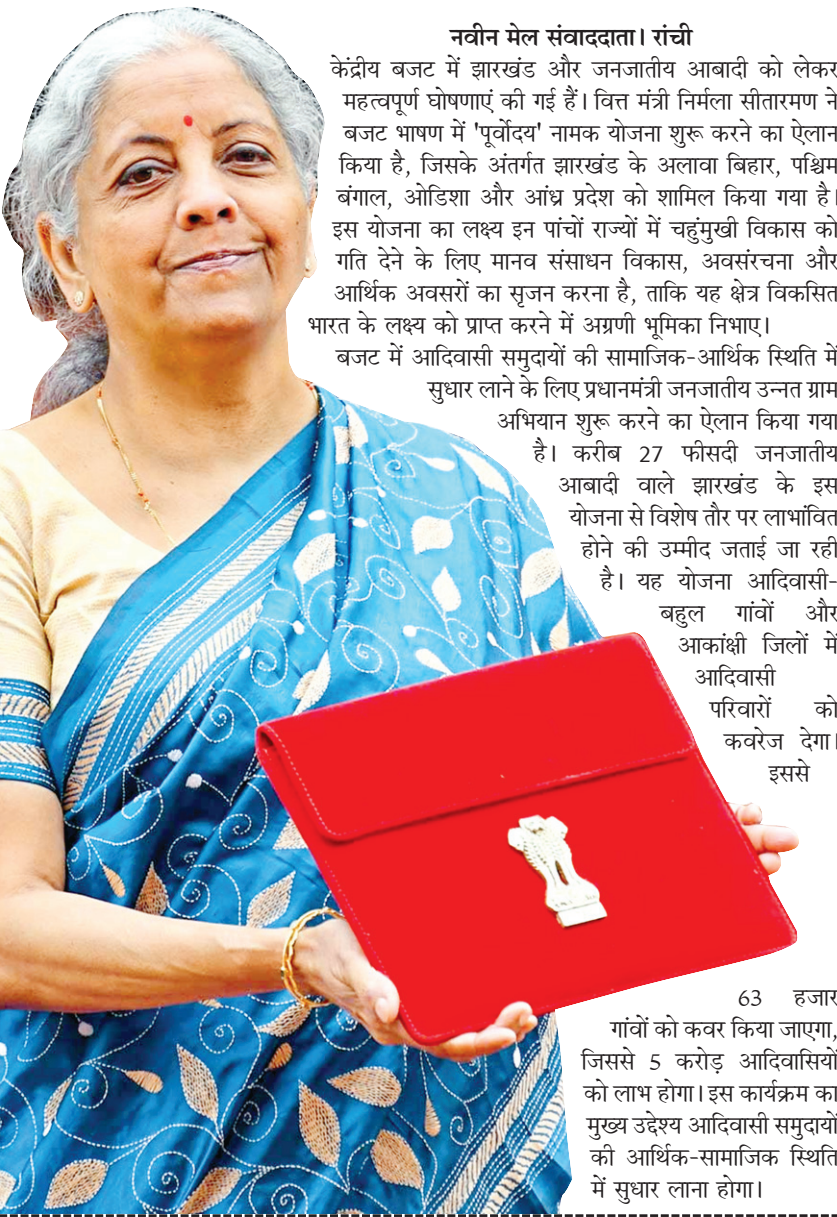 नवीन मेल संवाददाता। रांची
केंद्रीय बजट में झारखंड और जनजातीय आबादी को लेकर
महत्वपूर्ण घोषणाएं की गई हैं। वित्त मंत्री निर्मला सीतारमण ने
बजट भाषण में 'पूर्वोदय' नामक योजना शुरू करने का ऐलान
किया है, जिसके अंतर्गत झारखंड के अलावा बिहार, पश्चिम
बंगाल, ओडिशा और आंध्र प्रदेश को शामिल किया गया है।
इस योजना का लक्ष्य इन पांचों राज्यों में चहुंमुखी विकास को
गति देने के लिए मानव संसाधन विकास, अवसंरचना और
आर्थिक अवसरों का सृजन करना है, ताकि यह क्षेत्र विकसित
भारत के लक्ष्य को प्राप्त करने में अग्रणी भूमिका निभाए।
बजट में आदिवासी समुदायों की सामाजिक-आर्थिक स्थिति में
सुधार लाने के लिए प्रधानमंत्री जनजातीय उन्नत ग्राम
अभियान शुरू करने का ऐलान किया गया
है। करीब 27 फीसदी जनजातीय
आबादी वाले झारखंड के इस
योजना से विशेष तौर पर लाभांवित
होने की उम्मीद जताई जा रही
है। यह योजना आदिवासी-
बहुल गांवों और
आकांक्षी जिलों में
आदिवासी
परिवारों को
कवरेज देगा।
इससे
63 हजार
गांवों को कवर किया जाएगा,
जिससे 5 करोड़ आदिवासियों
को लाभ होगा। इस कार्यक्रम का
मुख्य उद्देश्य आदिवासी समुदायों
की आर्थिक-सामाजिक स्थिति
में सुधार लाना होगा।